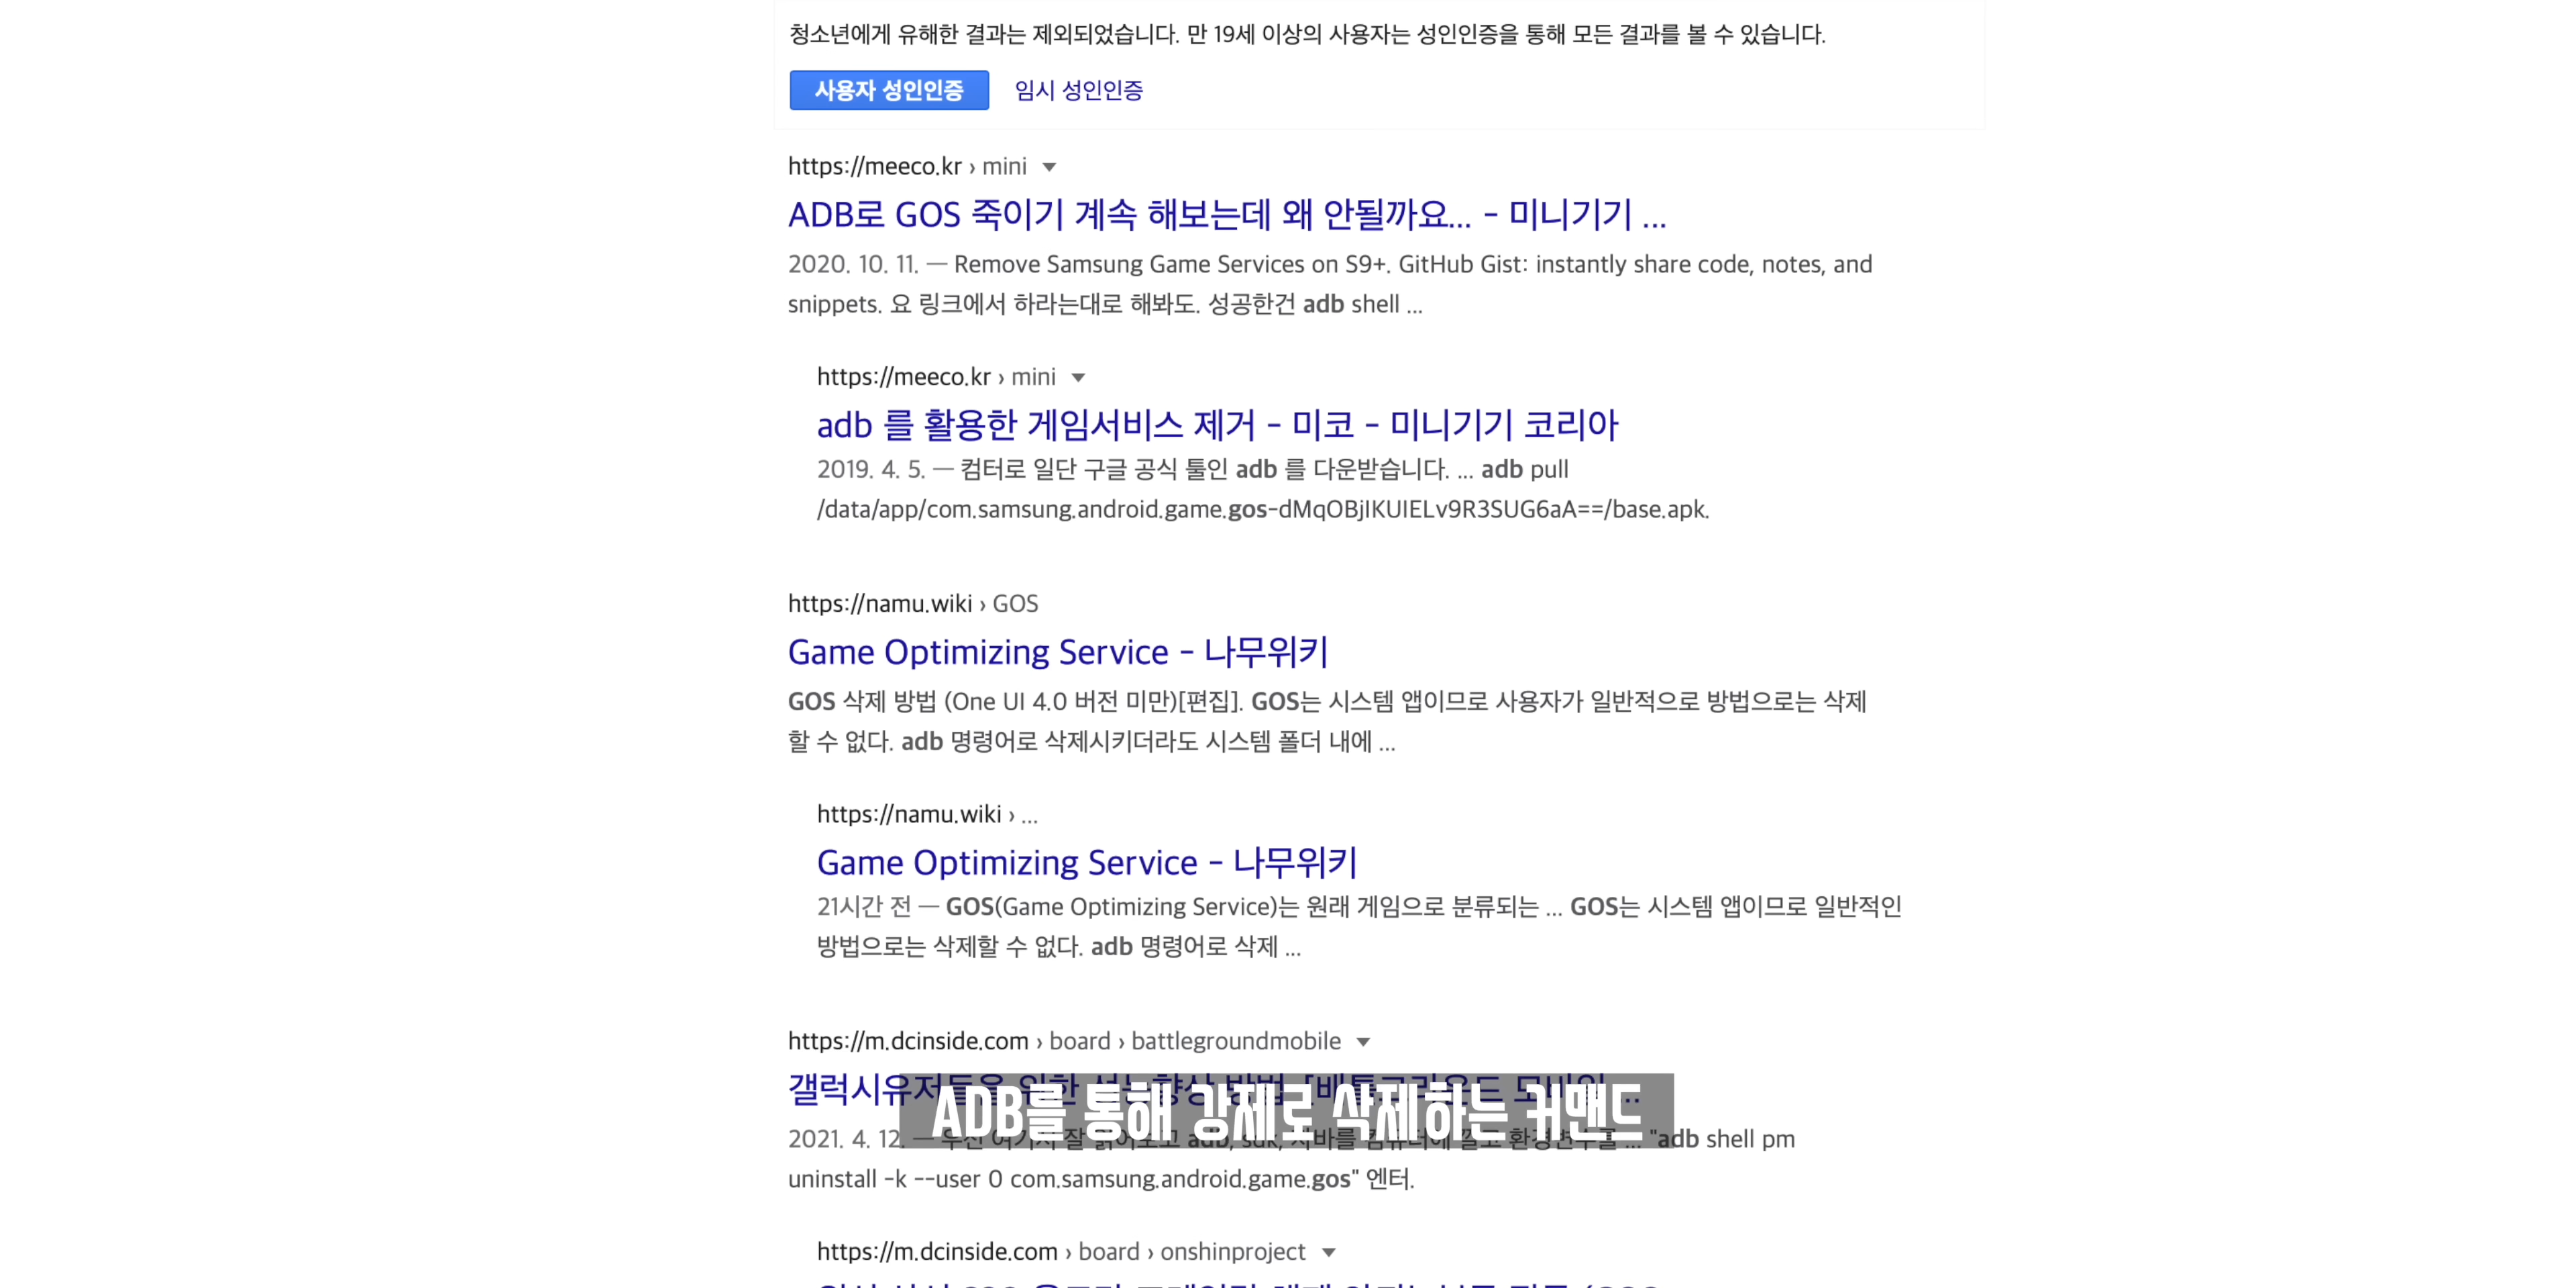 청소년에게 유해한 결과는 제외되었습니다. 만 19세 이상의 사용자는 성인인증을 통해 모든 결과를 볼 수 있습니다.
사용자 성인인증 임시 성인인증
https://meeco.kr › mini
ADB로 GOS 죽이기 계속 해보는데 왜 안될까요... - 미니기기 ...
2020. 10. 11. — Remove Samsung Game Services on S9+. GitHub Gist: instantly share code, notes, and
snippets. 요 링크에서 하라는대로 해봐도. 성공한건 adb shell ...
https://meeco.kr › mini
adb 를 활용한 게임서비스 제거 - 미코 - 미니기기 코리아
2019. 4. 5. — 컴터로 일단 구글 공식 툴인 adb 를 다운받습니다. ... adb pull
/data/app/com.samsung.android.game.gos-dMqOBjIKUIELv9R3SUG6aA==/base.apk.
https://namu.wiki › GOS
Game Optimizing Service - 나무위키
GOS 삭제 방법 (One UI 4.0 버전 미만)[편집]. GOS는 시스템 앱이므로 사용자가 일반적으로 방법으로는 삭제
할 수 없다. adb 명령어로 삭제시키더라도 시스템 폴더 내에 ...
https://namu.wiki › ...
Game Optimizing Service - 나무위키
21시간 전 — GOS(Game Optimizing Service)는 원래 게임으로 분류되는 ... GOS는 시스템 앱이므로 일반적인
방법으로는 삭제할 수 없다. adb 명령어로 삭제 ...
https://m.dcinside.com › board › battlegroundmobile
갤럭시유저들을 위한
ADB를 통해 강제로 삭제하는 커맨드
2021. 4. 12. — "adb shell pm
uninstall -k --user 0 com.samsung.android.game.gos" 엔터.
https://m.dcinside.com › board › onshinproject